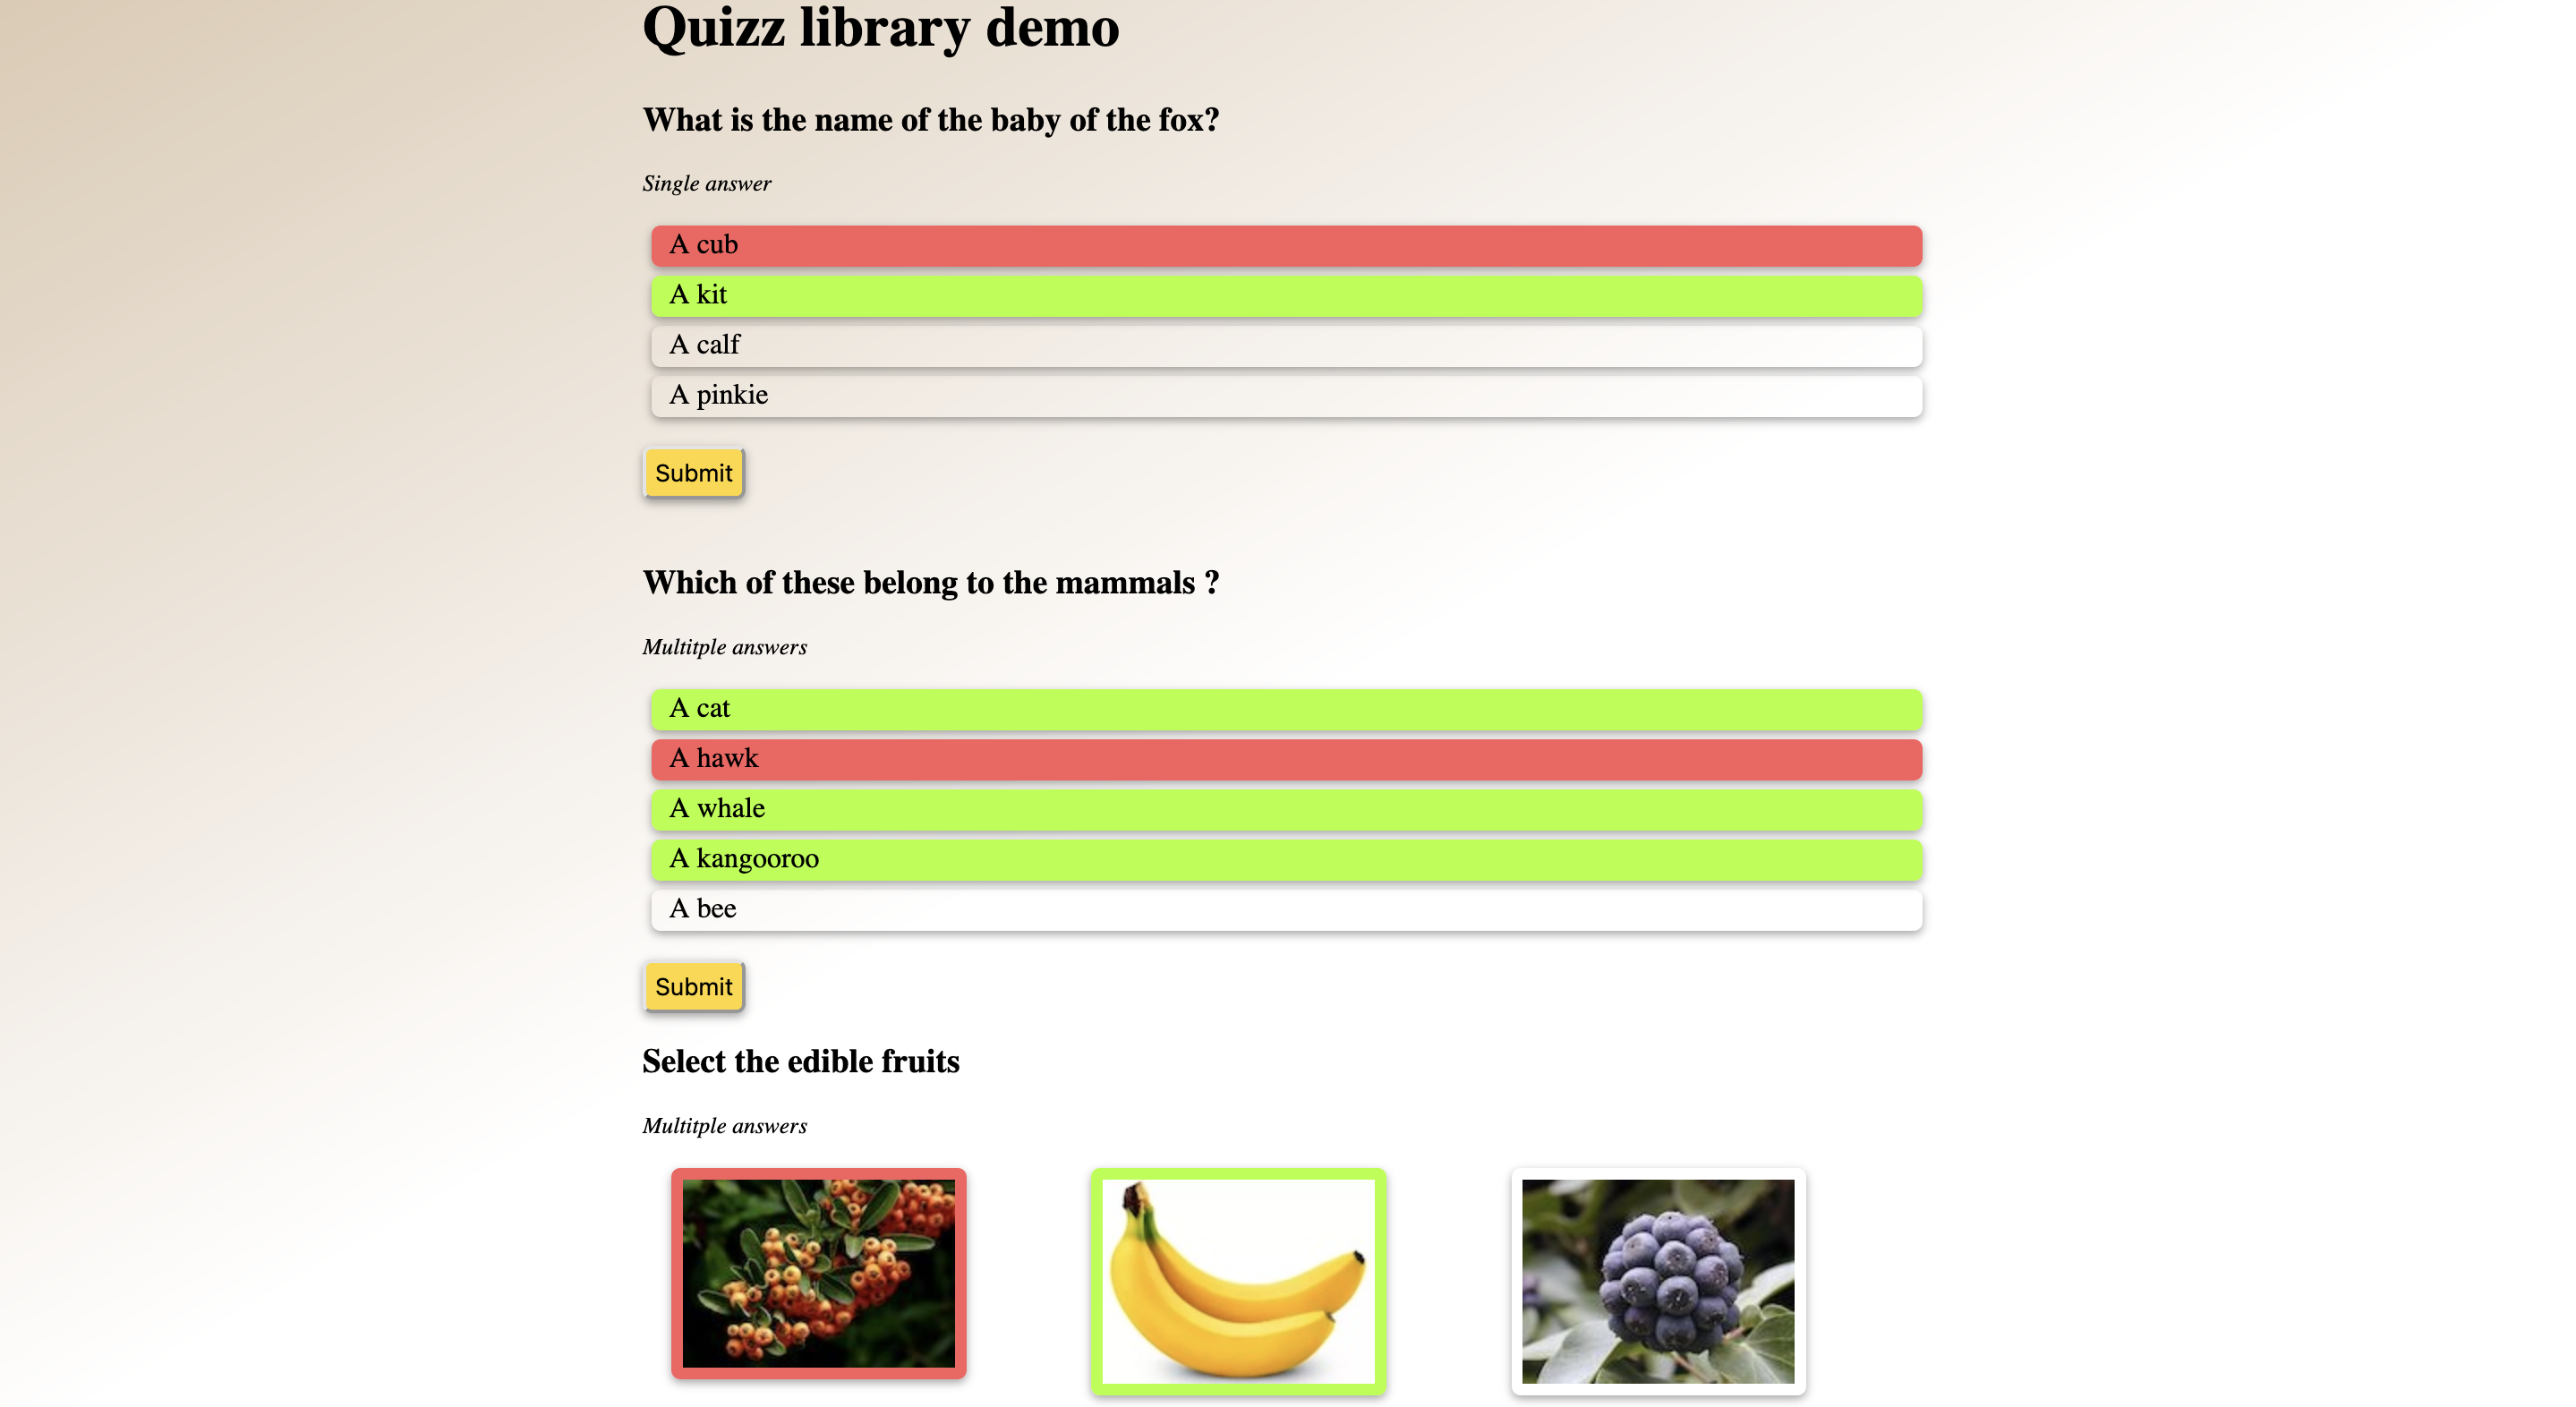 Quizz library demo
What is the name of the baby of the fox?
Single answer
A cub
A kit
A calf
A pinkie
Submit
Which of these belong to the mammals ?
Multitple answers
A cat
A hawk
A whale
A kangooroo
A bee
Submit
Select the edible fruits
Multitple answers